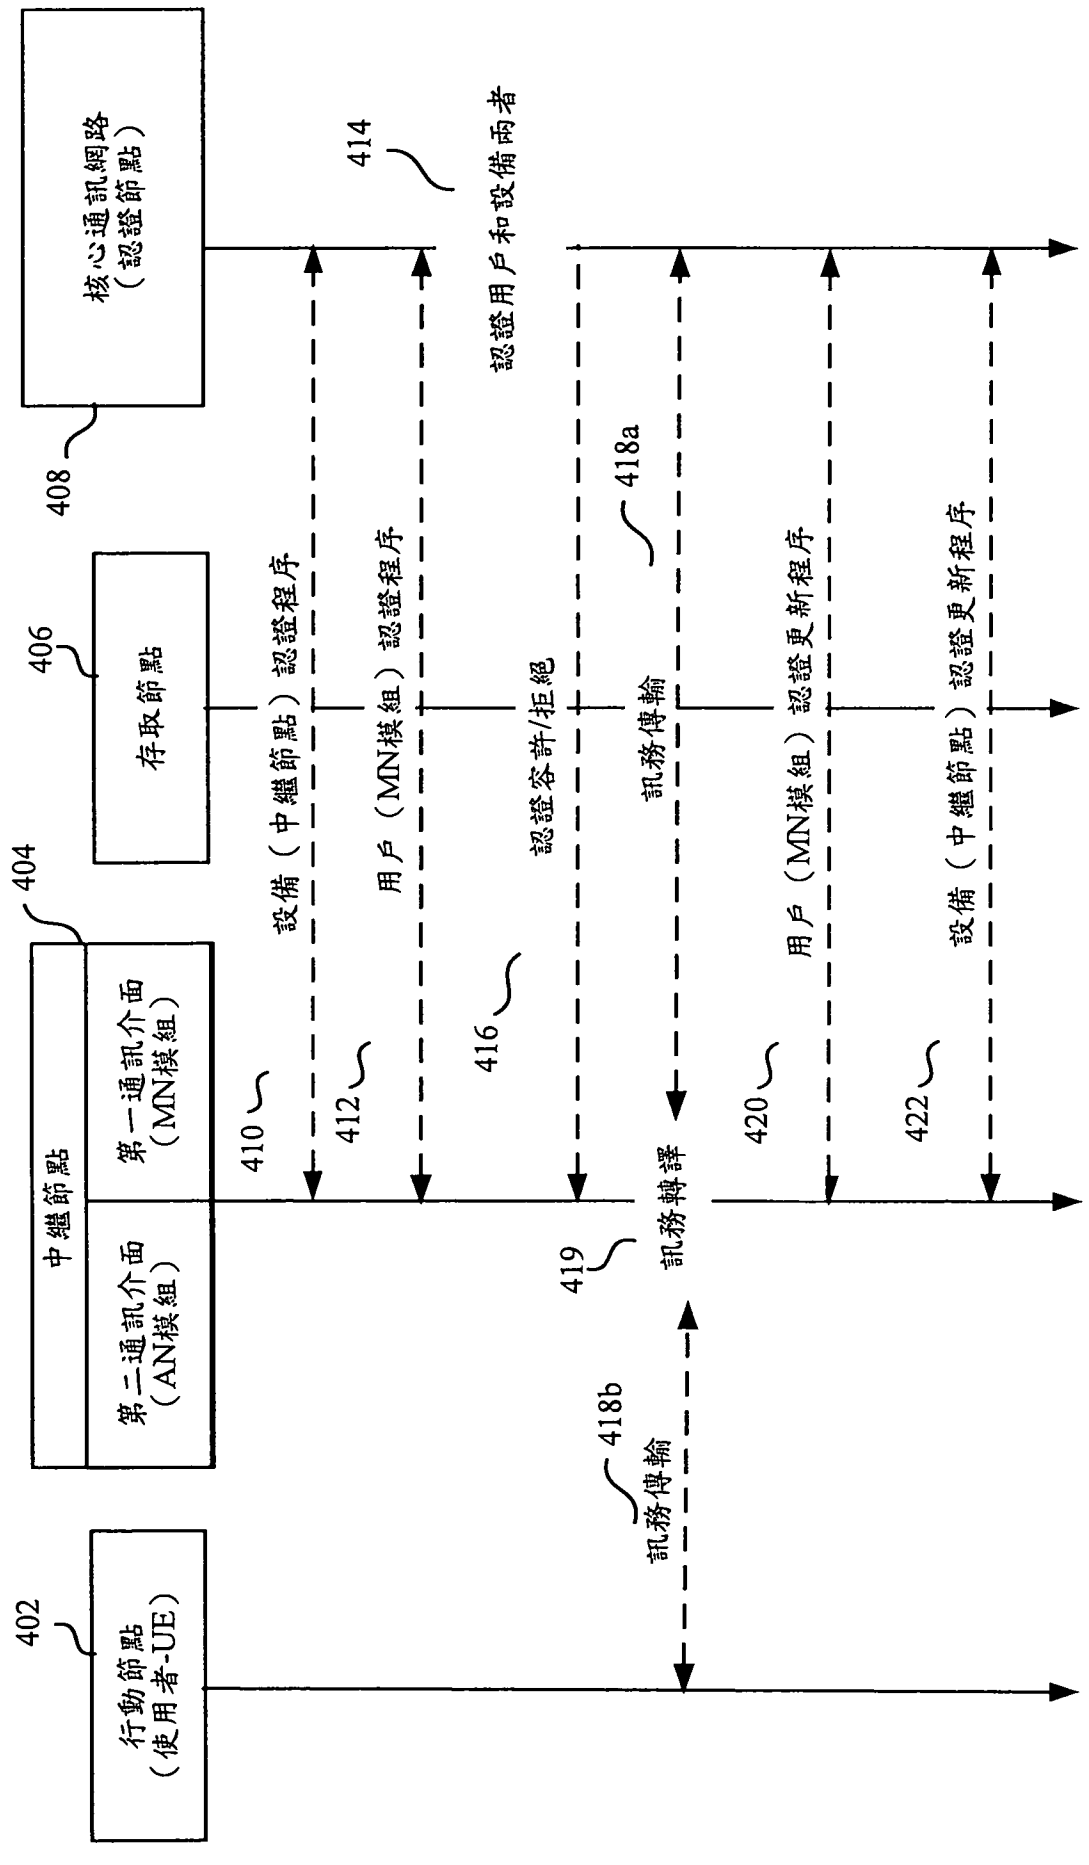 402
行動節點
(使用者-UE)
404
中繼節點
第二通訊介面
(AN模組)
第一通訊介面
(MN模組)
406
存取節點
408
核心通訊網路
(認證節點)
410
設備(中繼節點)認證程序
412
用戶(MN模組)認證程序
414
認證用戶和設備兩者
416
認證容許/拒絕
418b
訊務傳輸
419
訊務轉譯
418a
訊務傳輸
420
用戶(MN模組)認證更新程序
422
設備(中繼節點)認證更新程序